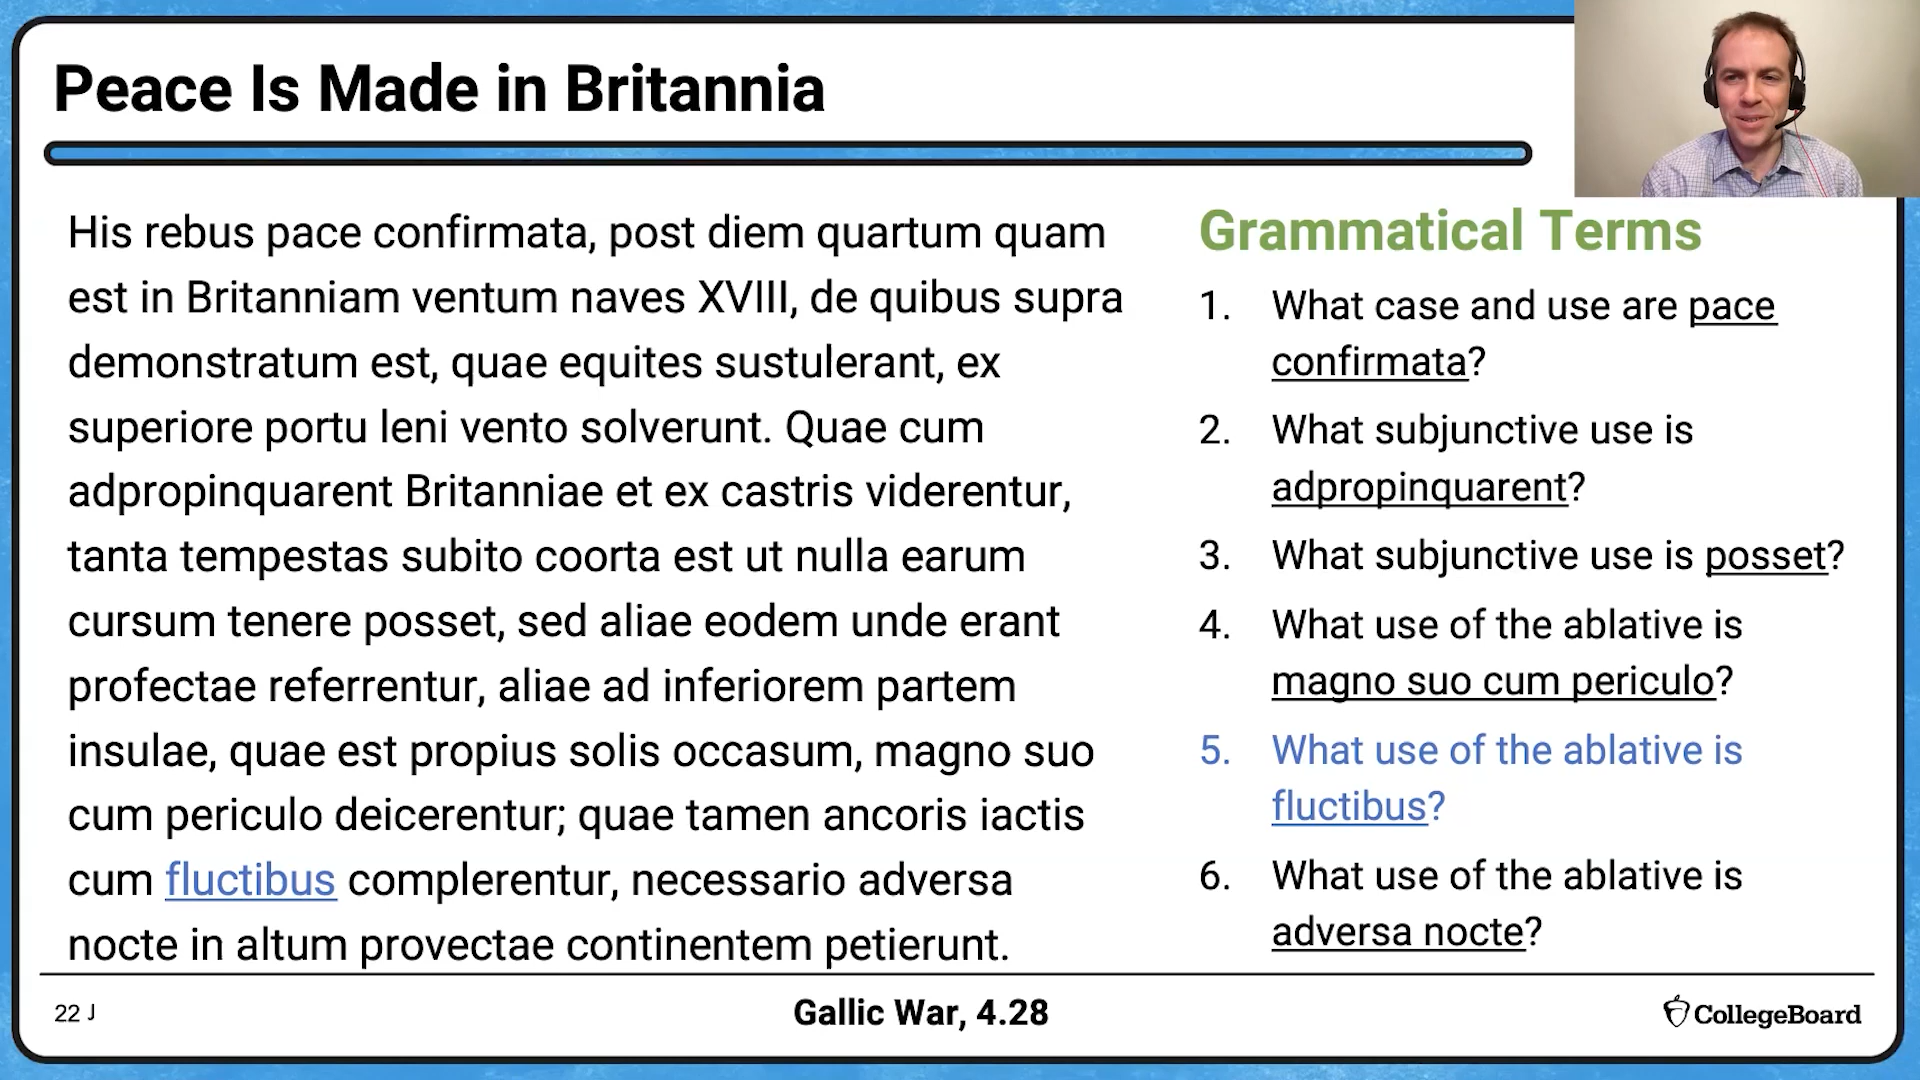 Peace Is Made in Britannia
His rebus pace confirmata, post diem quartum quam
est in Britanniam ventum naves XVIII, de quibus supra
demonstratum est, quae equites sustulerant, ex
superiore portu leni vento solverunt. Quae cum
adpropinquarent Britanniae et ex castris viderentur,
tanta tempestas subito coorta est ut nulla earum
cursum tenere posset, sed aliae eodem unde erant
profectae referrentur, aliae ad inferiorem partem
insulae, quae est propius solis occasum, magno suo
cum periculo deicerentur; quae tamen ancoris iactis
cum fluctibus complerentur, necessario adversa
nocte in altum provectae continentem petierunt.
Grammatical Terms
1. What case and use are pace
confirmata?
2. What subjunctive use is
adpropinquarent?
3. What subjunctive use is posset?
4. What use of the ablative is
magno suo cum periculo?
5. What use of the ablative is
fluctibus?
6. What use of the ablative is
adversa nocte?
22 J
Gallic War, 4.28
CollegeBoard